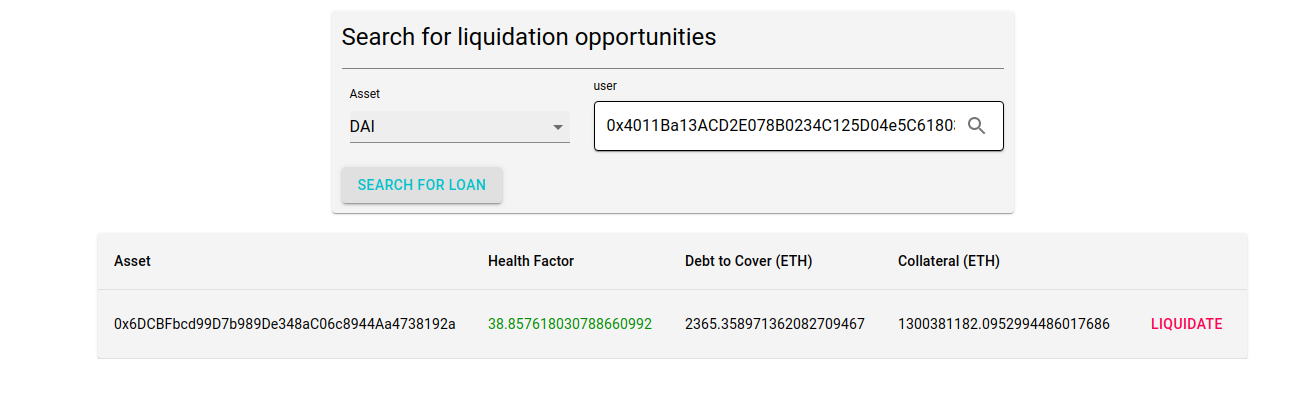 Search for liquidation opportunities
Asset
user
DAI
0x4011Ba13ACD2E078B0234C125D04e5C6180
SEARCH FOR LOAN
Asset Health Factor Debt to Cover (ETH) Collateral (ETH)
0x6DCBFbcd99D7b989De348aC06c8944Aa4738192a 38.857618030788660992 2365.358971362082709467 1300381182.0952994486017686 LIQUIDATE